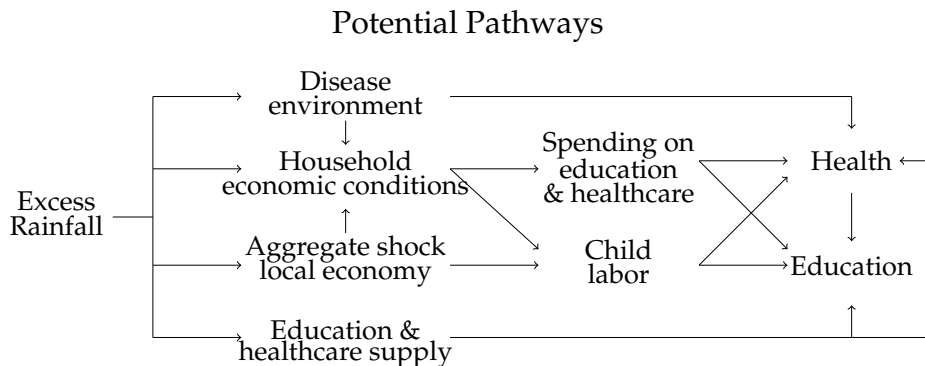 Potential Pathways
Disease
environment
Household
economic conditions
Spending on
education
& healthcare
Health
Excess
Rainfall
Aggregate shock
local economy
Child
labor
Education
Education &
healthcare supply